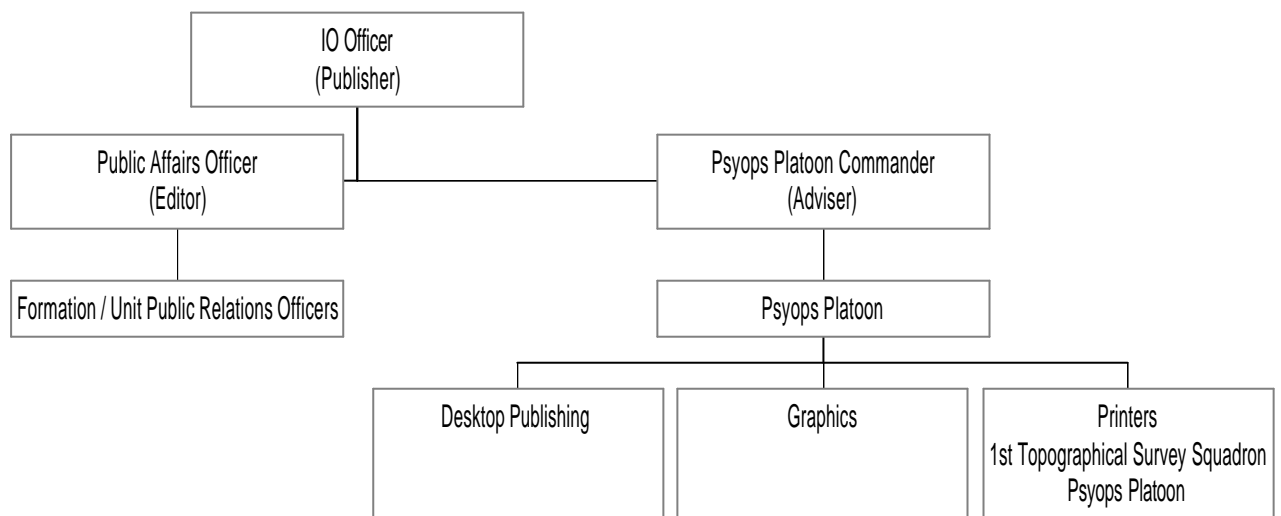 IO Officer
(Publisher)
Public Affairs Officer
(Editor)
Psyops Platoon Commander
(Adviser)
Formation / Unit Public Relations Officers
Psyops Platoon
Desktop Publishing
Graphics
Printers
1st Topographical Survey Squadron
Psyops Platoon